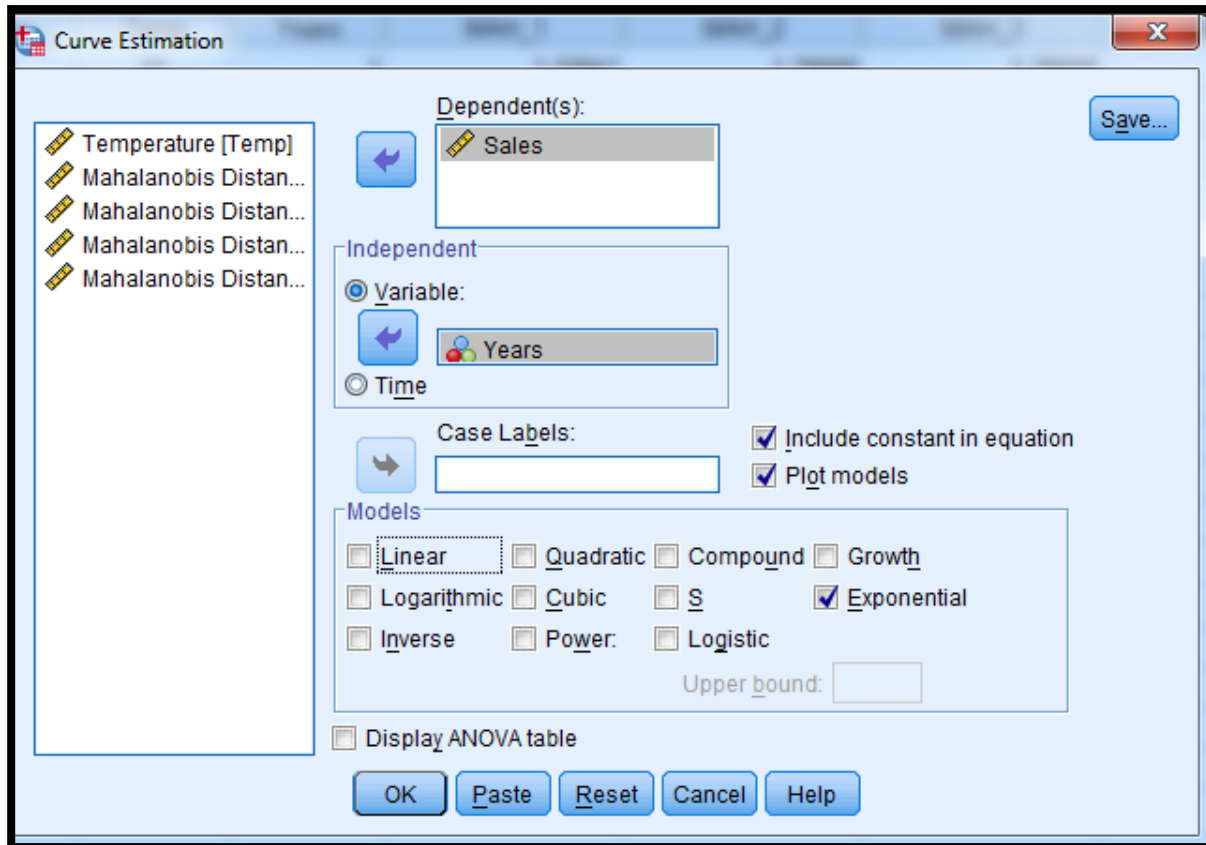 Curve Estimation
Temperature [Temp]
Mahalanobis Distan...
Mahalanobis Distan...
Mahalanobis Distan...
Mahalanobis Distan...
Dependent(s):
Sales
Save...
Independent
Variable:
Years
Time
Case Labels:
Include constant in equation
Plot models
Models
Linear Quadratic Compound Growth
Logarithmic Cubic S Exponential
Inverse Power: Logistic
Upper bound:
Display ANOVA table
OK Paste Reset Cancel Help